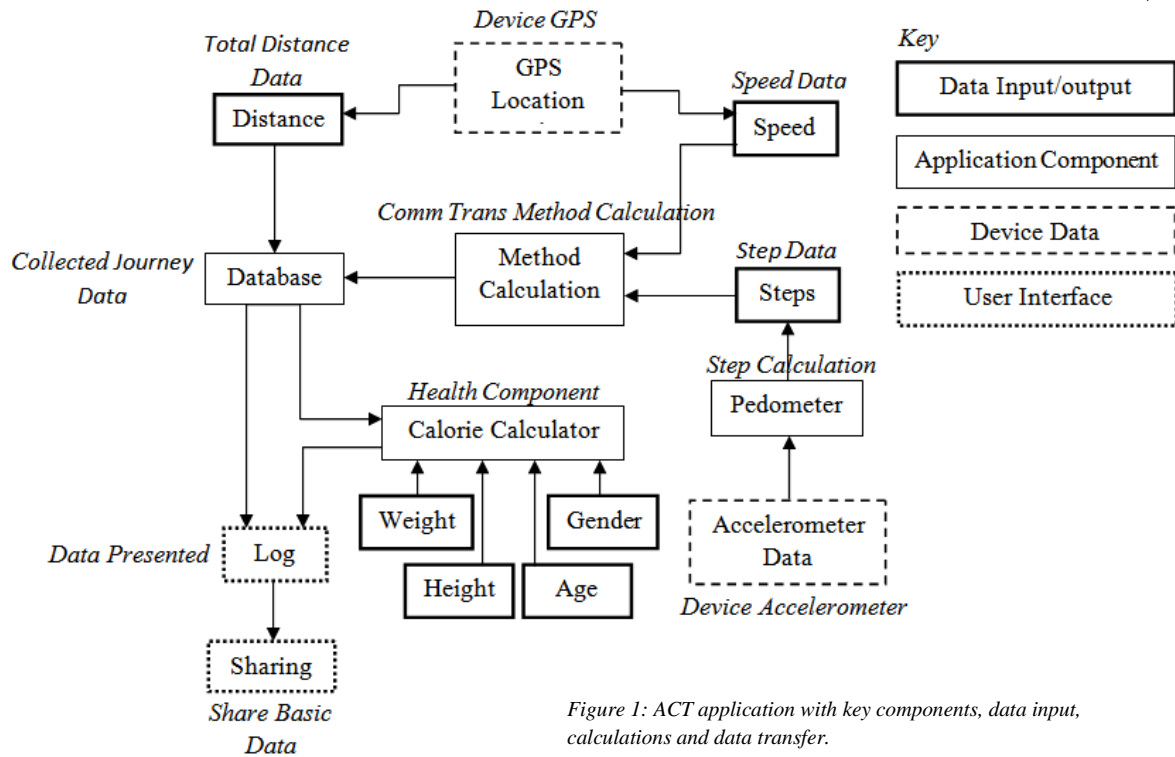 Device GPS
GPS
Location
Total Distance
Data
Distance
Speed Data
Speed
Key
Data Input/output
Application Component
Device Data
User Interface
Comm Trans Method Calculation
Method
Calculation
Collected Journey
Data
Database
Step Data
Steps
Step Calculation
Pedometer
Health Component
Calorie Calculator
Weight
Gender
Height
Age
Accelerometer
Data
Device Accelerometer
Data Presented
Log
Sharing
Share Basic
Data
Figure 1: ACT application with key components, data input,
calculations and data transfer.